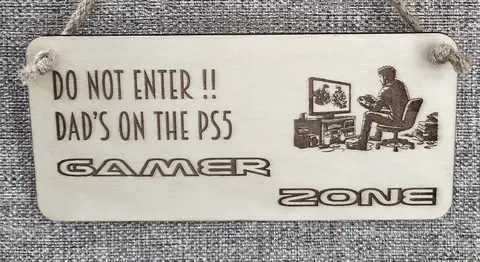 DO NOT ENTER !!
DAD'S ON THE PS5
GAMER
ZONE